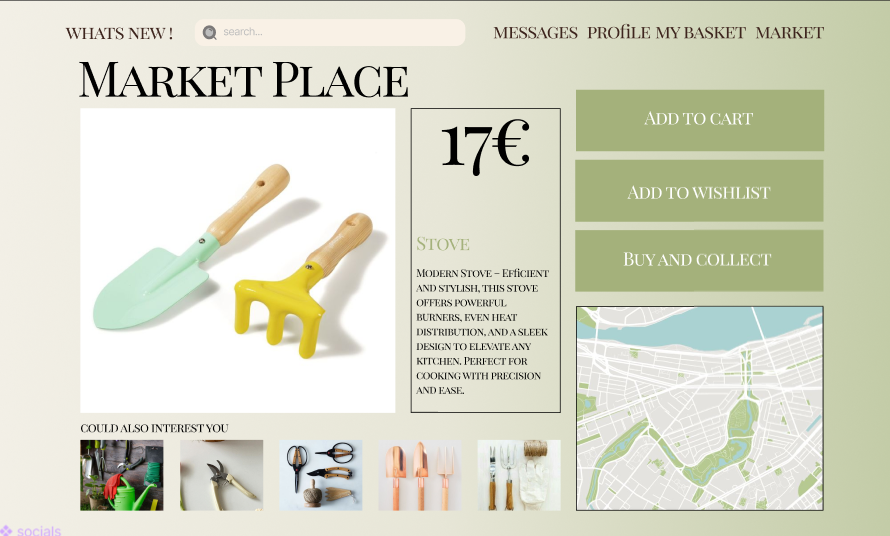 WHATS NEW !
search...
MESSAGES PROfiLE MY BASKET MARKET
Market Place
17€
Stove
Modern Stove – Efficient
and stylish, this stove
offers powerful
burners, even heat
distribution, and a sleek
design to elevate any
kitchen. Perfect for
cooking with precision
and ease.
Add to cart
Add to wishlist
Buy and collect
COULD ALSO INTEREST YOU
socials